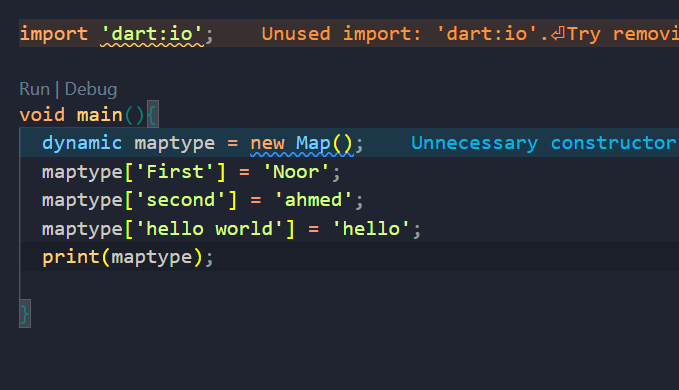 import 'dart:io'; Unused import: 'dart:io'.⏎Try removi
Run | Debug
void main(){
dynamic maptype = new Map(); Unnecessary constructor
maptype['First'] = 'Noor';
maptype['second'] = 'ahmed';
maptype['hello world'] = 'hello';
print(maptype);
}